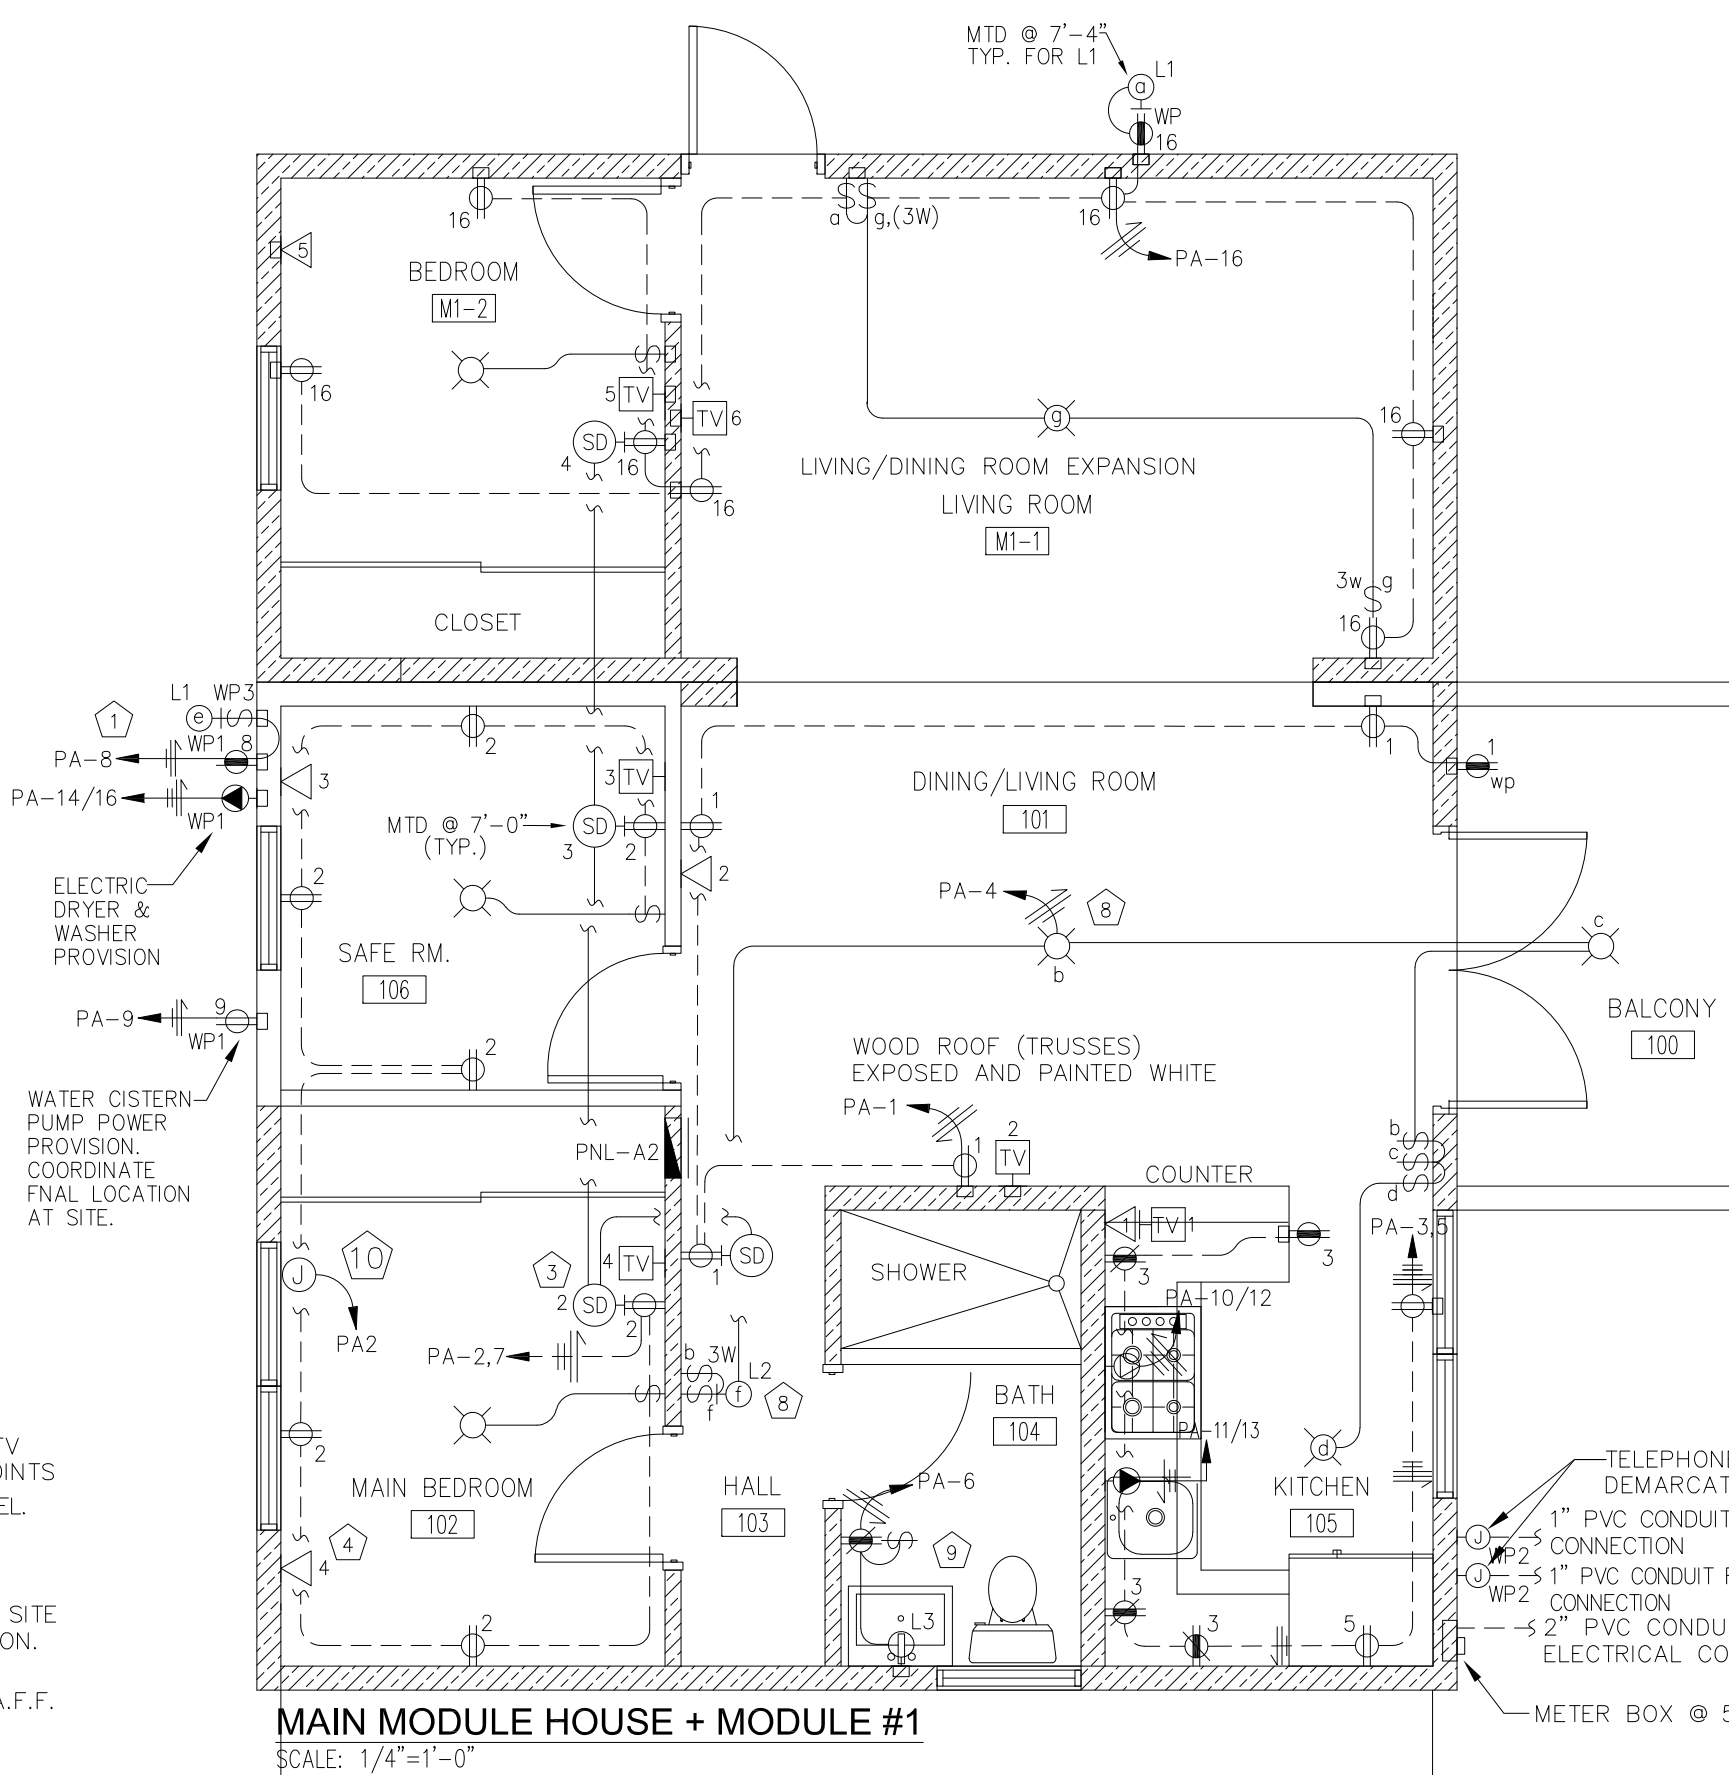 MTD @ 7'-4"
TYP. FOR L1
L1
a
WP
16
16
a
g,(3W)
16
PA-16
5
BEDROOM
M1-2
16
5
TV
TV
6
g
SD
4
16
16
16
LIVING/DINING ROOM EXPANSION
LIVING ROOM
M1-1
3w
g
16
CLOSET
L1
WP3
1
e
WP1
8
PA-8
PA-14/16
WP1
2
3
3
TV
1
1
1
wp
DINING/LIVING ROOM
101
MTD @ 7'-0"
(TYP.)
SD
3
2
2
2
ELECTRIC
DRYER &
WASHER
PROVISION
PA-4
8
b
c
SAFE RM.
106
PA-9
9
WP1
2
BALCONY
100
WATER CISTERN
PUMP POWER
PROVISION.
COORDINATE
FNAL LOCATION
AT SITE.
WOOD ROOF (TRUSSES)
EXPOSED AND PAINTED WHITE
PA-1
1
2
TV
PNL-A2
COUNTER
b
c
d
1
TV
1
3
3
PA-3,5
J
10
PA2
3
4
TV
SD
1
SD
2
2
SHOWER
PA-10/12
PA-2,7
b
3W
L2
f
f
8
BATH
104
PA-11/13
d
KITCHEN
105
2
MAIN BEDROOM
102
HALL
103
PA-6
9
4
4
2
L3
3
3
5
TV
OINTS
EL.
SITE
ON.
A.F.F.
TELEPHONE
DEMARCAT
1" PVC CONDUIT
CONNECTION
J
WP2
1" PVC CONDUIT F
CONNECTION
J
WP2
2" PVC CONDU
ELECTRICAL CO
METER BOX @ 5
MAIN MODULE HOUSE + MODULE #1
SCALE: 1/4"=1'-0"